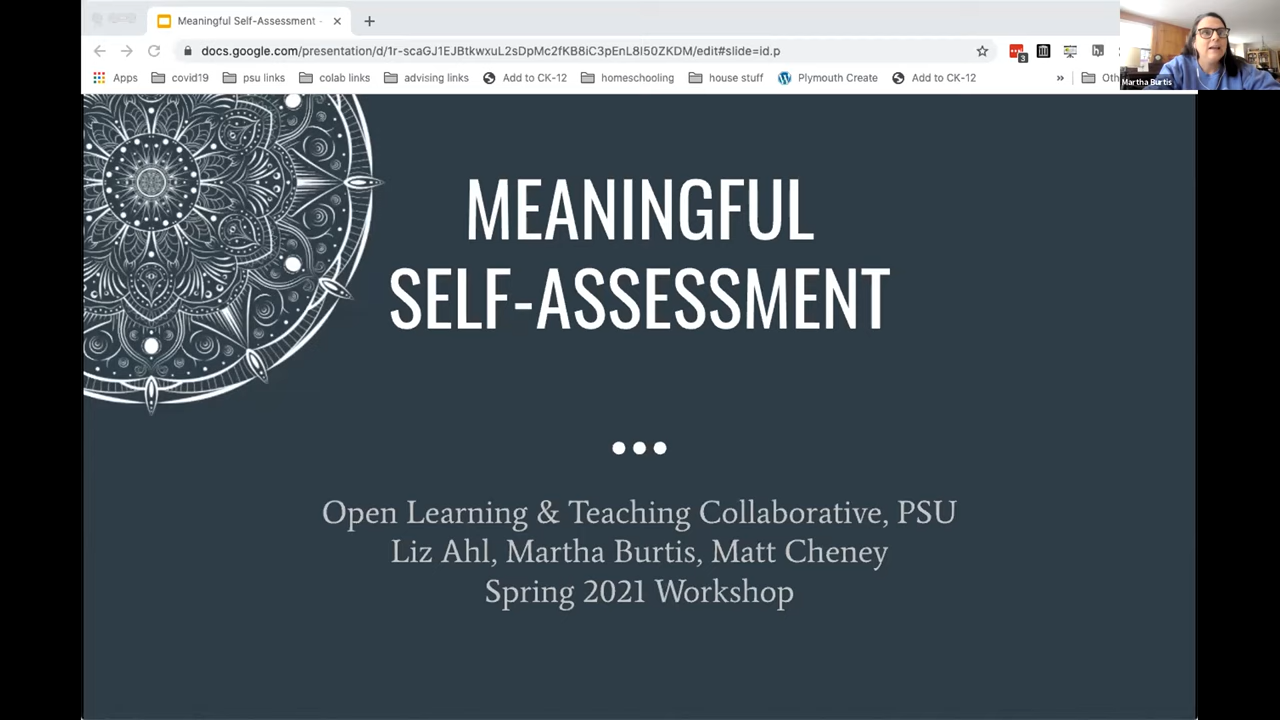 Meaningful Self-Assessment -
docs.google.com/presentation/d/1r-scaGJ1EJBtkwxuL2sDpMc2fKB8iC3pEnL8I50ZKDM/edit#slide=id.p
3
Apps covid19 psu links colab links advising links Add to CK-12 homeschooling house stuff Plymouth Create Add to CK-12 » Oth
Martha Burtis
MEANINGFUL
SELF-ASSESSMENT
Open Learning & Teaching Collaborative, PSU
Liz Ahl, Martha Burtis, Matt Cheney
Spring 2021 Workshop